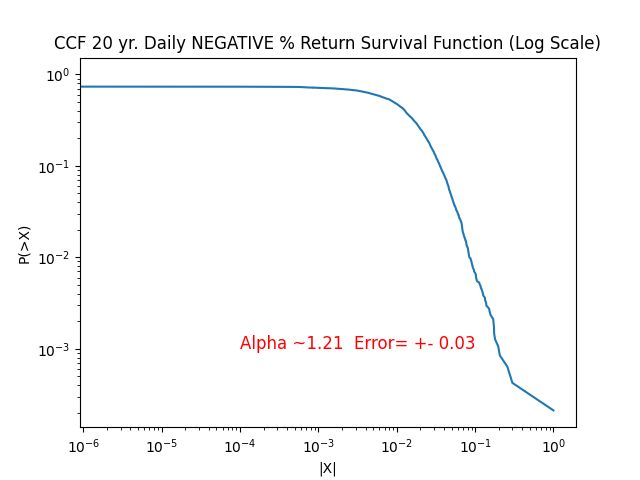 CCF 20 yr. Daily NEGATIVE % Return Survival Function (Log Scale)
10⁰
10⁻¹
10⁻²
10⁻³
P(>X)
Alpha ~1.21  Error= +- 0.03
10⁻⁶ 10⁻⁵ 10⁻⁴ 10⁻³ 10⁻² 10⁻¹ 10⁰
|X|